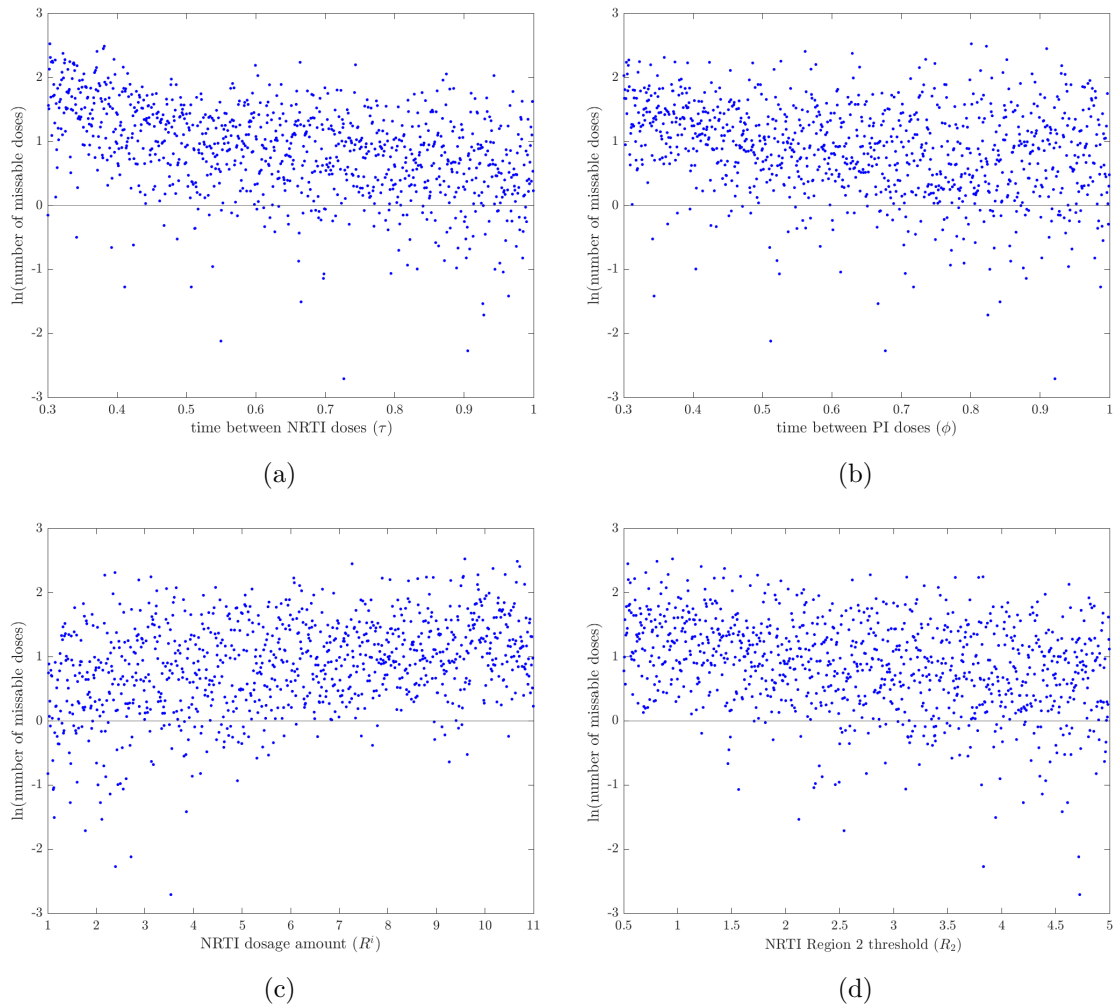 3
2
1
0
-1
-2
-3
ln(number of missable doses)
0.3 0.4 0.5 0.6 0.7 0.8 0.9 1
time between NRTI doses (τ)
(a)
3
2
1
0
-1
-2
-3
ln(number of missable doses)
0.3 0.4 0.5 0.6 0.7 0.8 0.9 1
time between PI doses (ϕ)
(b)
3
2
1
0
-1
-2
-3
ln(number of missable doses)
1 2 3 4 5 6 7 8 9 10 11
NRTI dosage amount (Rⁱ)
(c)
3
2
1
0
-1
-2
-3
ln(number of missable doses)
0.5 1 1.5 2 2.5 3 3.5 4 4.5 5
NRTI Region 2 threshold (R₂)
(d)